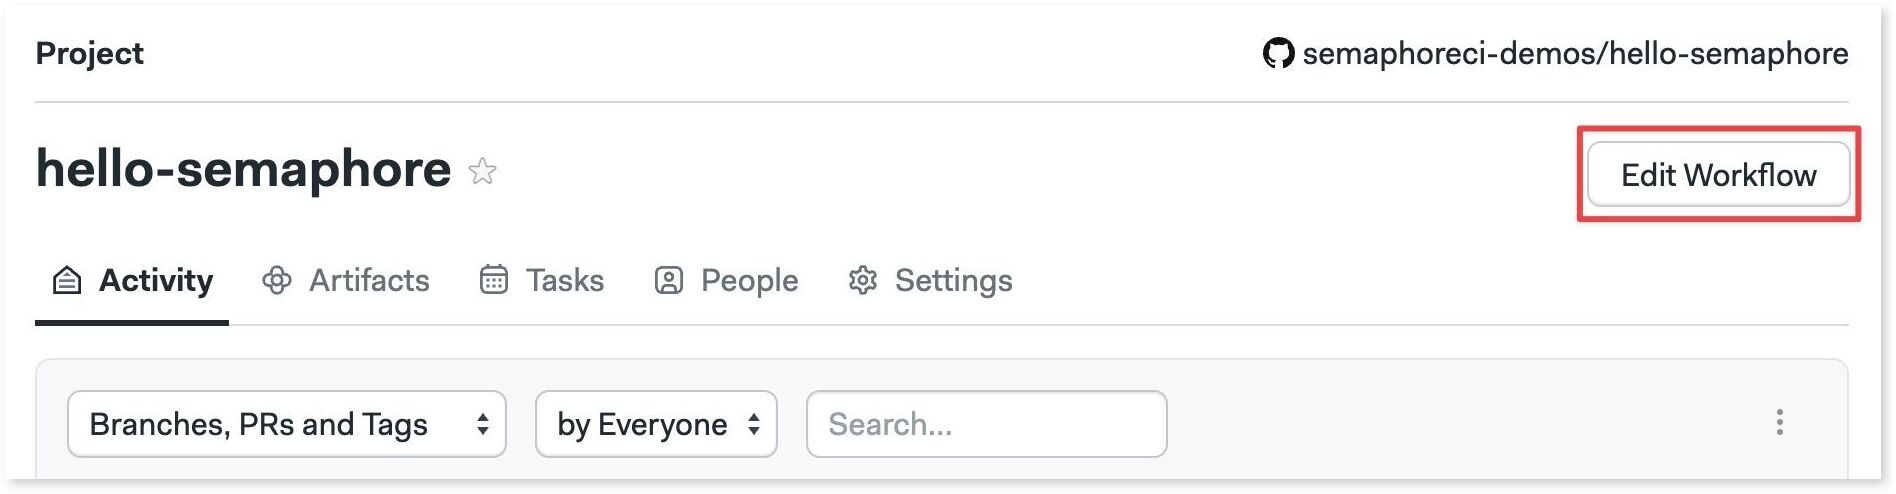 Project
semaphoreci-demos/hello-semaphore
hello-semaphore
Edit Workflow
Activity Artifacts Tasks People Settings
Branches, PRs and Tags by Everyone Search...